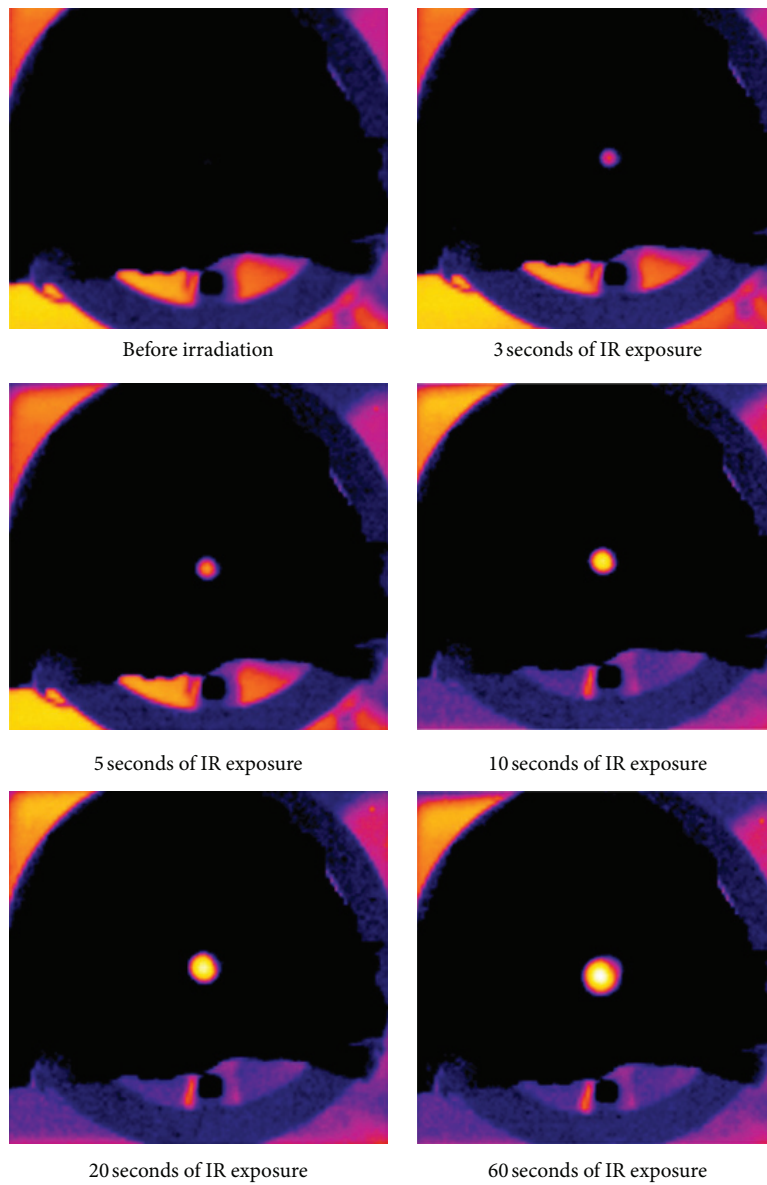 Before irradiation
3 seconds of IR exposure
5 seconds of IR exposure
10 seconds of IR exposure
20 seconds of IR exposure
60 seconds of IR exposure